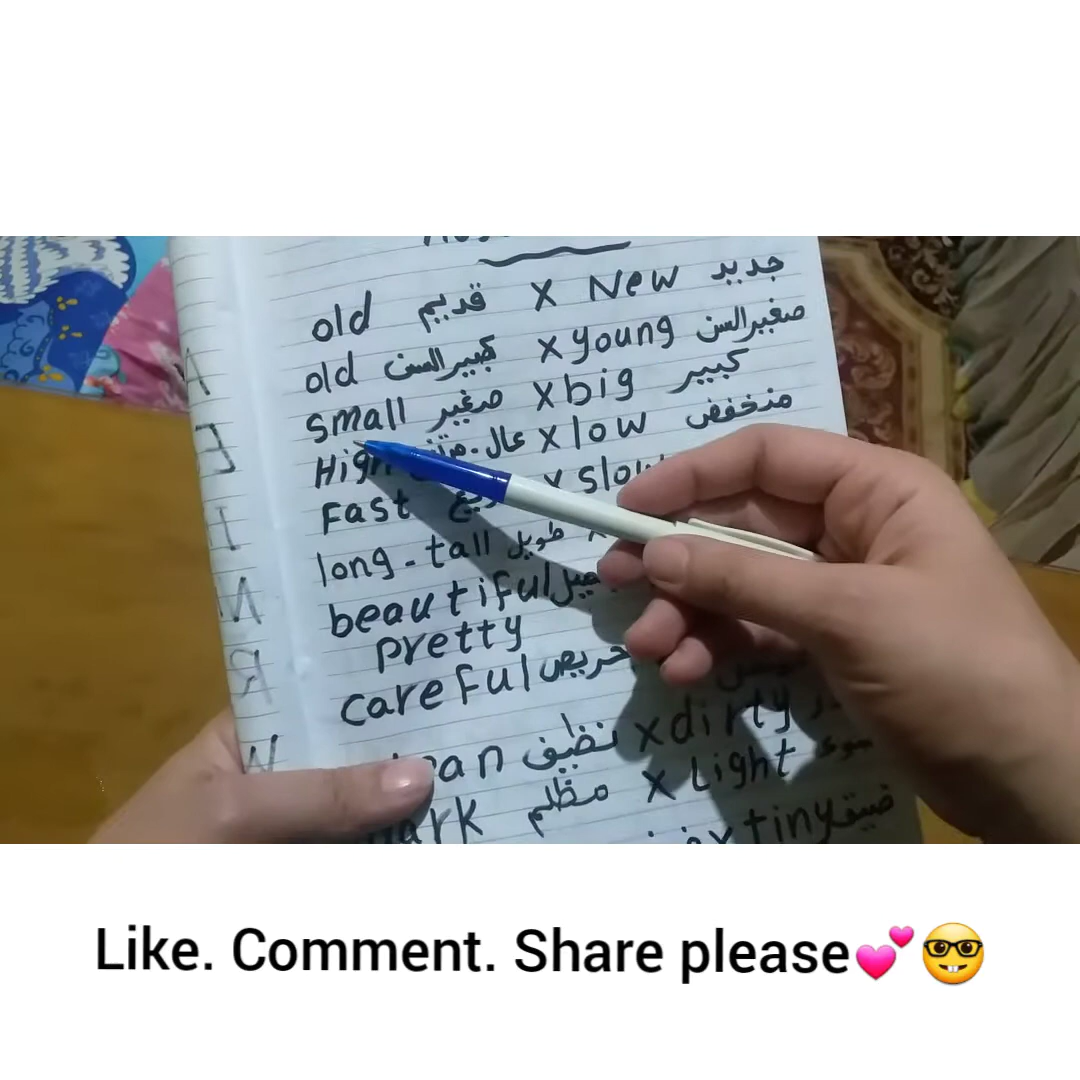 old قديم x New جديد
old كبير السن x young صغير السن
small صغير x big كبير
High عال x low منخفض
Fast x slow
long - tall طويل x
beautiful
pretty
careful حريص
نظيف x dirty
مظلم x Light
x tiny ضيق
Like. Comment. Share please💕🤓